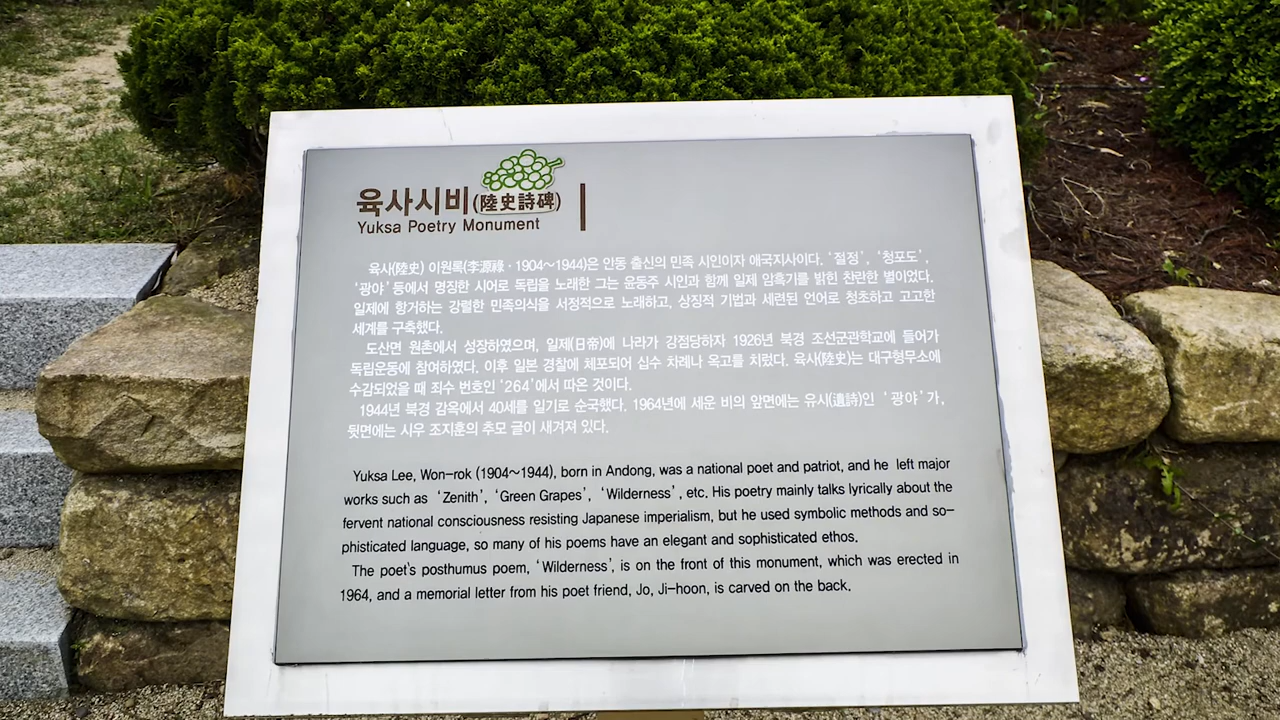 육사시비(陸史詩碑)
Yuksa Poetry Monument
육사(陸史) 이원록(李源祿 · 1904~1944)은 안동 출신의 민족 시인이자 애국지사이다. ‘절정’, ‘청포도’,
‘광야’ 등에서 명징한 시어로 독립을 노래한 그는 윤동주 시인과 함께 일제 암흑기를 밝힌 찬란한 별이었다.
일제에 항거하는 강렬한 민족의식을 서정적으로 노래하고, 상징적 기법과 세련된 언어로 청초하고 고고한
세계를 구축했다.
도산면 원촌에서 성장하였으며, 일제(日帝)에 나라가 강점당하자 1926년 북경 조선군관학교에 들어가
독립운동에 참여하였다. 이후 일본 경찰에 체포되어 십수 차례나 옥고를 치렀다. 육사(陸史)는 대구형무소에
수감되었을 때 죄수 번호인 ‘264’에서 따온 것이다.
1944년 북경 감옥에서 40세를 일기로 순국했다. 1964년에 세운 비의 앞면에는 유시(遺詩)인 ‘광야’가,
뒷면에는 시우 조지훈의 추모 글이 새겨져 있다.
Yuksa Lee, Won-rok (1904~1944), born in Andong, was a national poet and patriot, and he left major
works such as ‘Zenith’, ‘Green Grapes’, ‘Wilderness’, etc. His poetry mainly talks lyrically about the
fervent national consciousness resisting Japanese imperialism, but he used symbolic methods and so-
phisticated language, so many of his poems have an elegant and sophisticated ethos.
The poet's posthumus poem, ‘Wilderness’, is on the front of this monument, which was erected in
1964, and a memorial letter from his poet friend, Jo, Ji-hoon, is carved on the back.